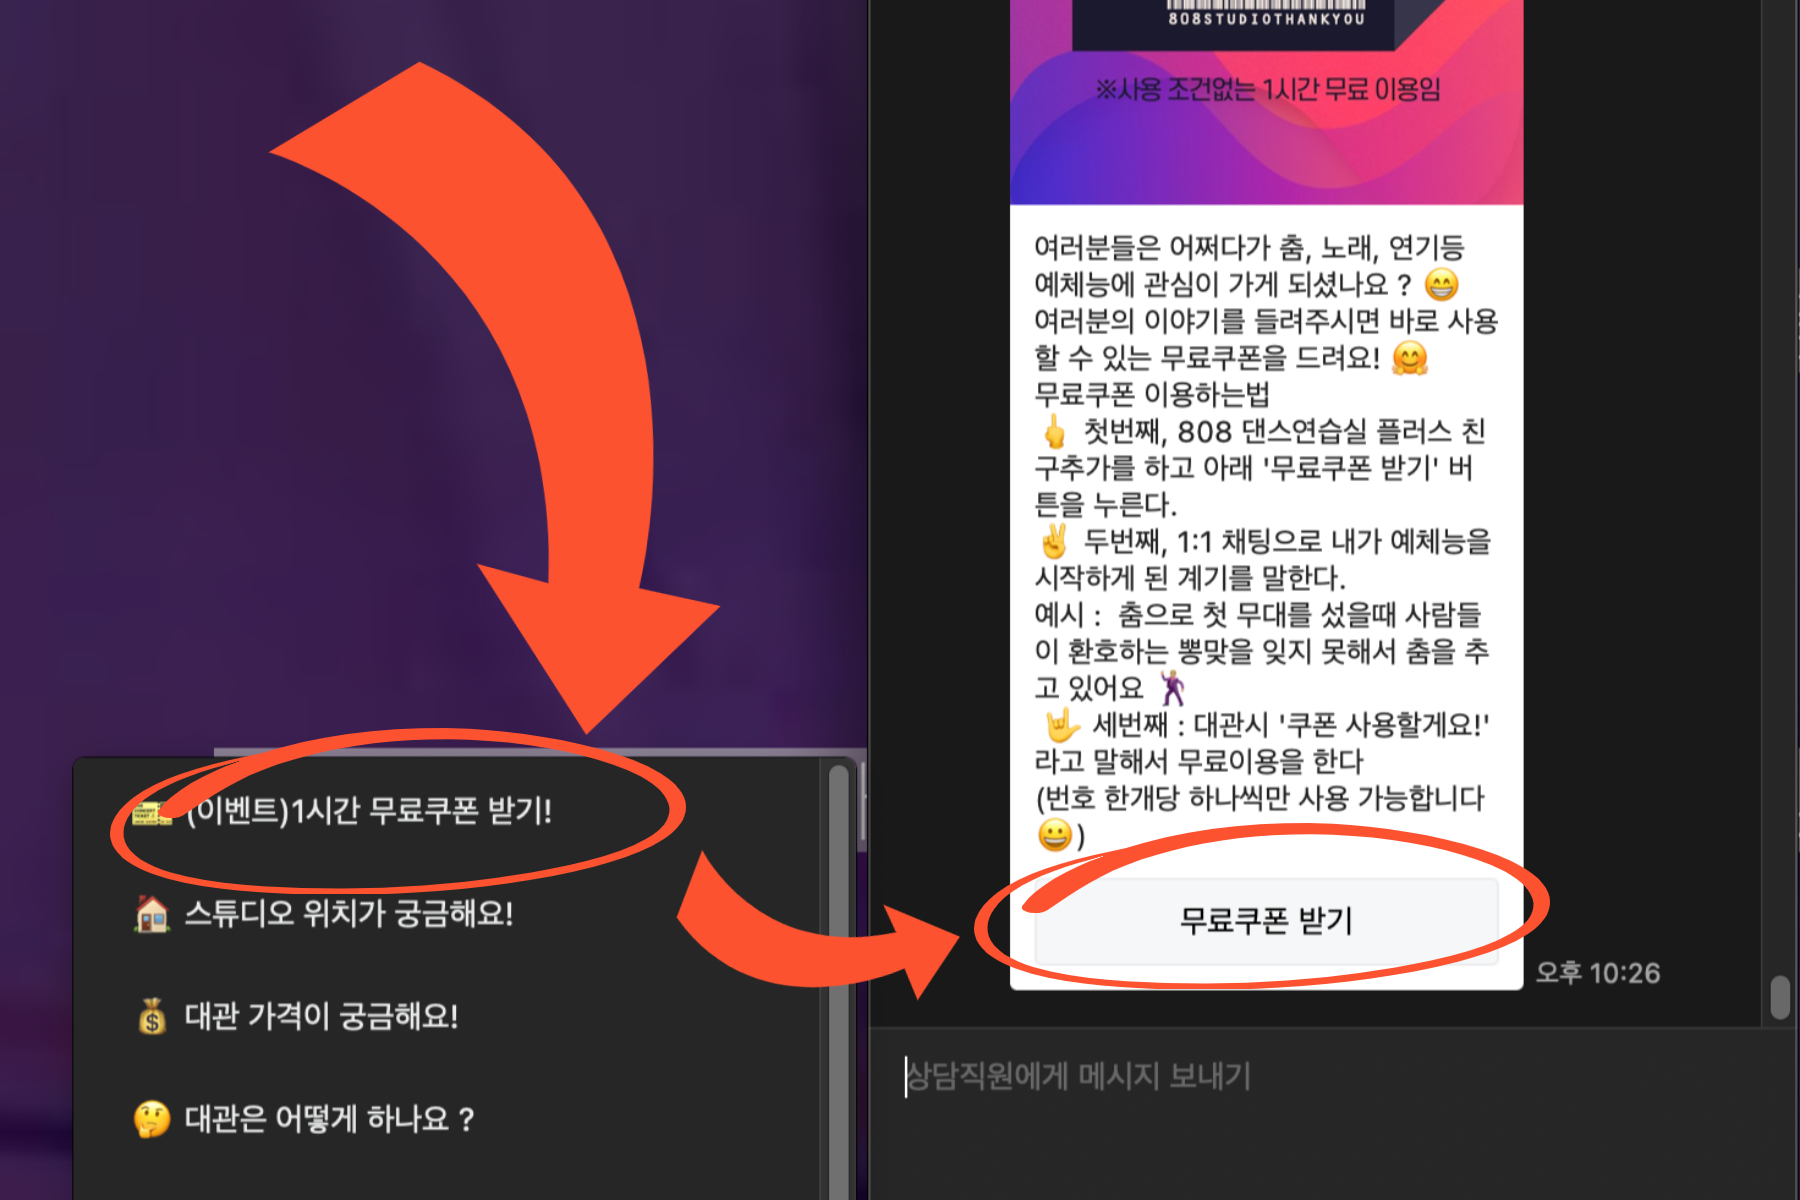 (이벤트)1시간 무료쿠폰 받기!
스튜디오 위치가 궁금해요!
대관 가격이 궁금해요!
대관은 어떻게 하나요 ?
808STUDIOTHANKYOU
※사용 조건없는 1시간 무료 이용임
여러분들은 어쩌다가 춤, 노래, 연기등
예체능에 관심이 가게 되셨나요 ? 😁
여러분의 이야기를 들려주시면 바로 사용
할 수 있는 무료쿠폰을 드려요! 🤗
무료쿠폰 이용하는법
🖕 첫번째, 808 댄스연습실 플러스 친
구추가를 하고 아래 '무료쿠폰 받기' 버
튼을 누른다.
✌ 두번째, 1:1 채팅으로 내가 예체능을
시작하게 된 계기를 말한다.
예시 : 춤으로 첫 무대를 섰을때 사람들
이 환호하는 뽕맞을 잊지 못해서 춤을 추
고 있어요 🕺
🤟 세번째 : 대관시 '쿠폰 사용할게요!'
라고 말해서 무료이용을 한다
(번호 한개당 하나씩만 사용 가능합니다
😀)
무료쿠폰 받기
오후 10:26
상담직원에게 메시지 보내기